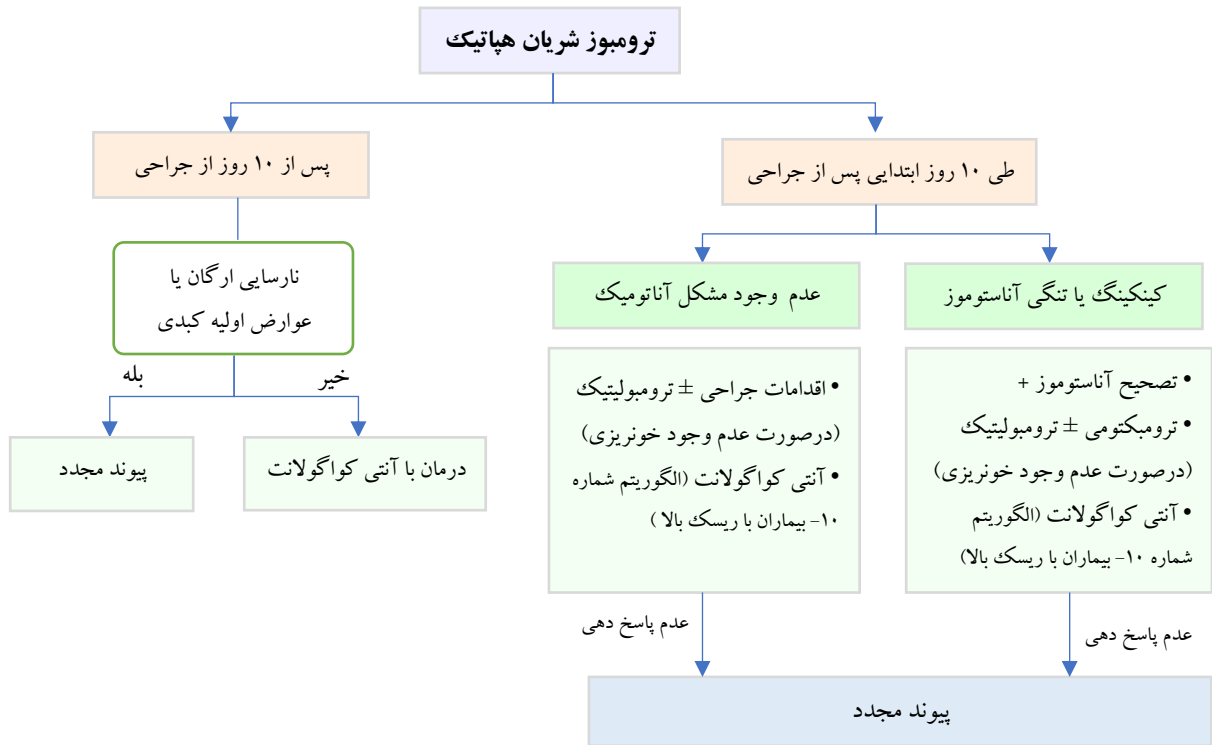 ترومبوز شریان هپاتیک
طی ۱۰ روز ابتدایی پس از جراحی
پس از ۱۰ روز از جراحی
کینکینگ یا تنگی آناستوموز
عدم وجود مشکل آناتومیک
نارسایی ارگان یا
عوارض اولیه کبدی
• تصحیح آناستوموز +
• ترومبکتومی ± ترومبولیتیک
(درصورت عدم وجود خونریزی)
• آنتی کواگولانت (الگوریتم
شماره ۱۰- بیماران با ریسک بالا)
• اقدامات جراحی ± ترومبولیتیک
(درصورت عدم وجود خونریزی)
• آنتی کواگولانت (الگوریتم شماره
۱۰- بیماران با ریسک بالا )
خیر
بله
درمان با آنتی کواگولانت
پیوند مجدد
عدم پاسخ دهی
عدم پاسخ دهی
پیوند مجدد